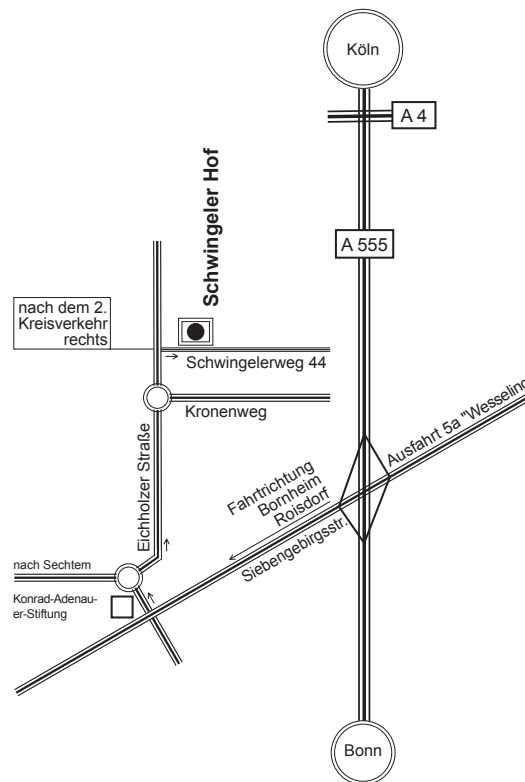 Köln
A 4
Schwingeler Hof
A 555
nach dem 2.
Kreisverkehr
rechts
Schwingelerweg 44
Kronenweg
Eichholzer Straße
Ausfahrt 5a "Wesseling
Fahrtrichtung
Bornheim
Roisdorf
Siebengebirgsstr.
nach Sechtem
Konrad-Adenau-
er-Stiftung
Bonn